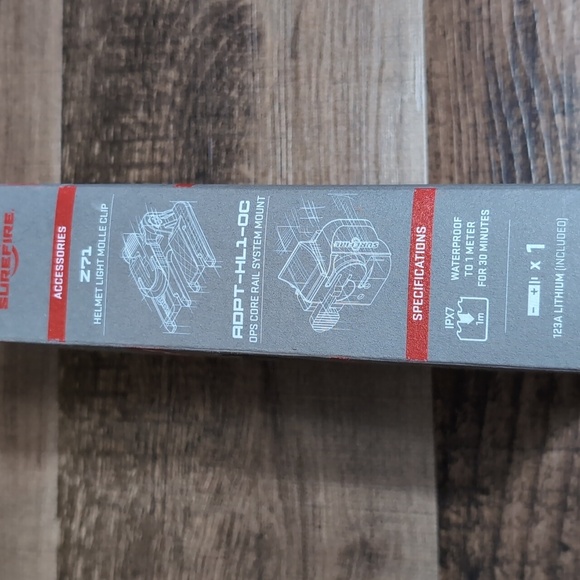 SUREFIRE
ACCESSORIES
Z71
HELMET LIGHT MOLLE CLIP
ADPT-HL1-OC
OPS CORE RAIL SYSTEM MOUNT
SUREFIRE
SPECIFICATIONS
IPX7
1m
WATERPROOF
TO 1 METER
FOR 30 MINUTES
x 1
123A LITHIUM (INCLUDED)